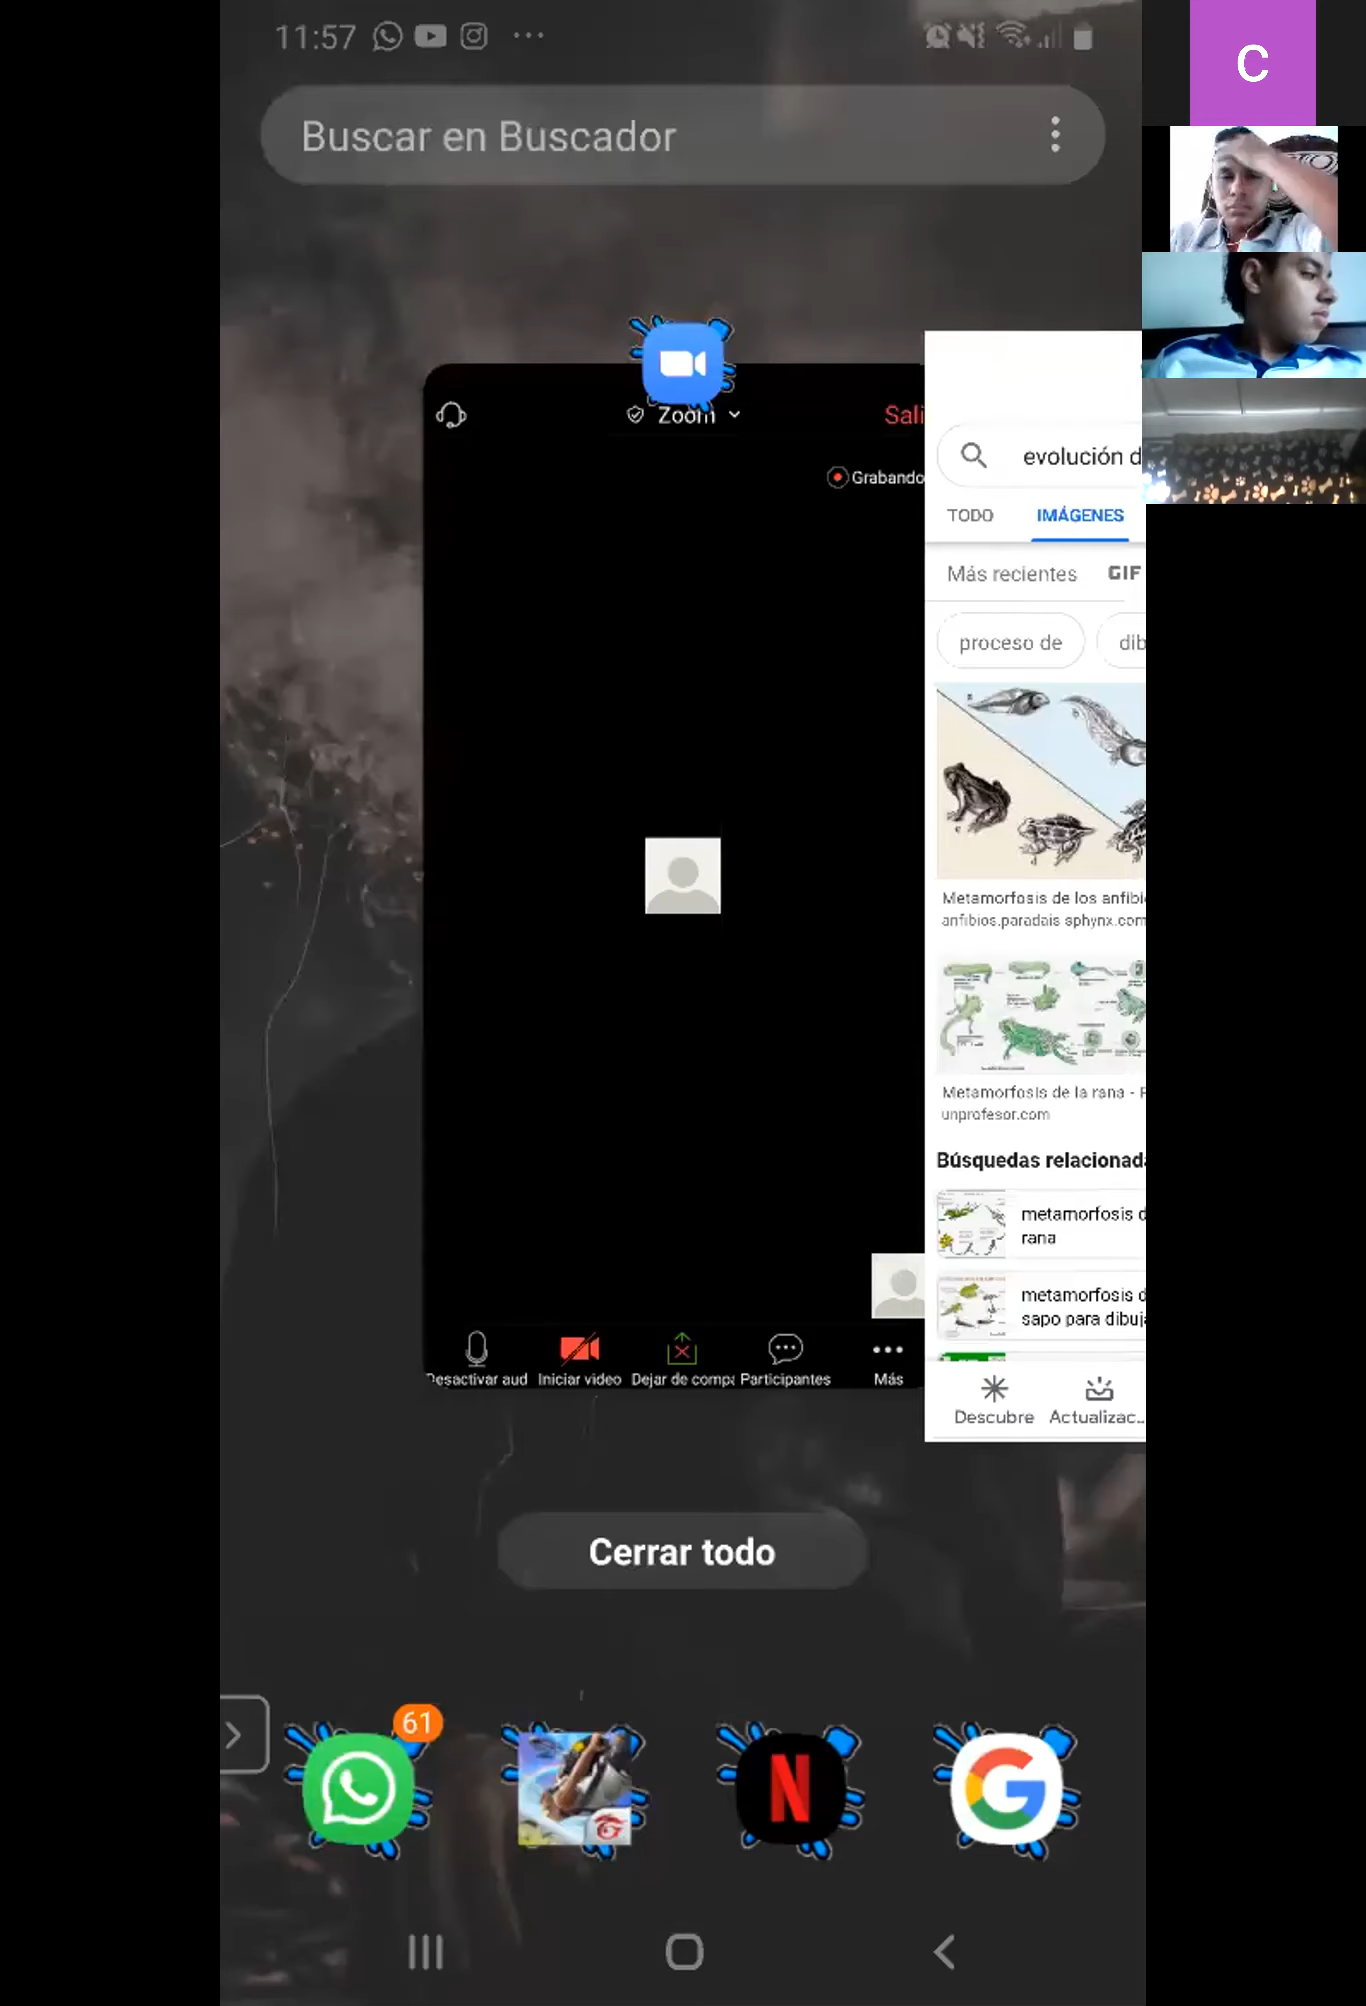 11:57
Buscar en Buscador
C
Zoom
Sali
Grabando
evolución d
TODO
IMÁGENES
Más recientes
GIF
proceso de
dib
Metamorfosis de los anfibi
anfibios.paradais sphynx.com
Metamorfosis de la rana - F
unprofesor.com
Búsquedas relacionada
metamorfosis d
rana
metamorfosis d
sapo para dibuj
Desactivar aud
Iniciar video
Dejar de compa
Participantes
Más
Descubre
Actualizac...
Cerrar todo
61
N
G